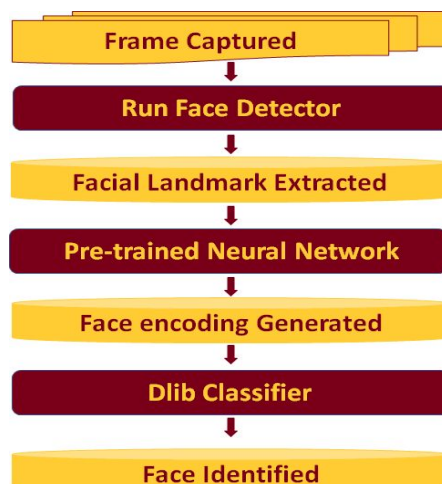 Frame Captured
Run Face Detector
Facial Landmark Extracted
Pre-trained Neural Network
Face encoding Generated
Dlib Classifier
Face Identified